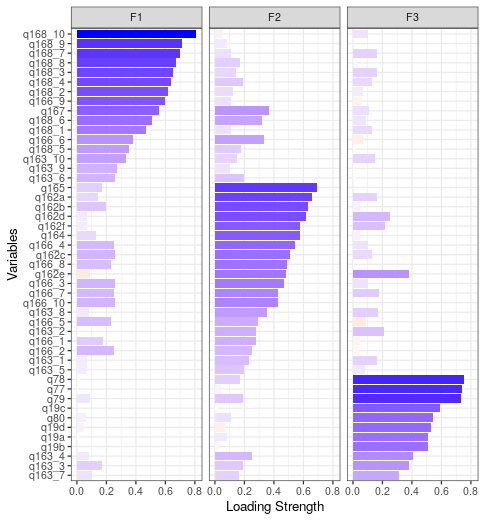 F1 F2 F3
q168_10
q168_9
q168_7
q168_8
q168_3
q168_4
q168_2
q166_9
q167
q168_6
q168_1
q166_6
q168_5
q163_10
q163_9
q163_6
q165
q162a
q162b
q162d
q162f
q164
q166_4
q162c
q166_8
q162e
q166_3
q166_7
q166_10
q163_8
q166_5
q163_2
q166_1
q166_2
q163_1
q163_5
q78
q77
q79
q19c
q80
q19d
q19a
q19b
q163_4
q163_3
q163_7
Variables
0.0 0.2 0.4 0.6 0.8 0.0 0.2 0.4 0.6 0.8 0.0 0.2 0.4 0.6 0.8
Loading Strength